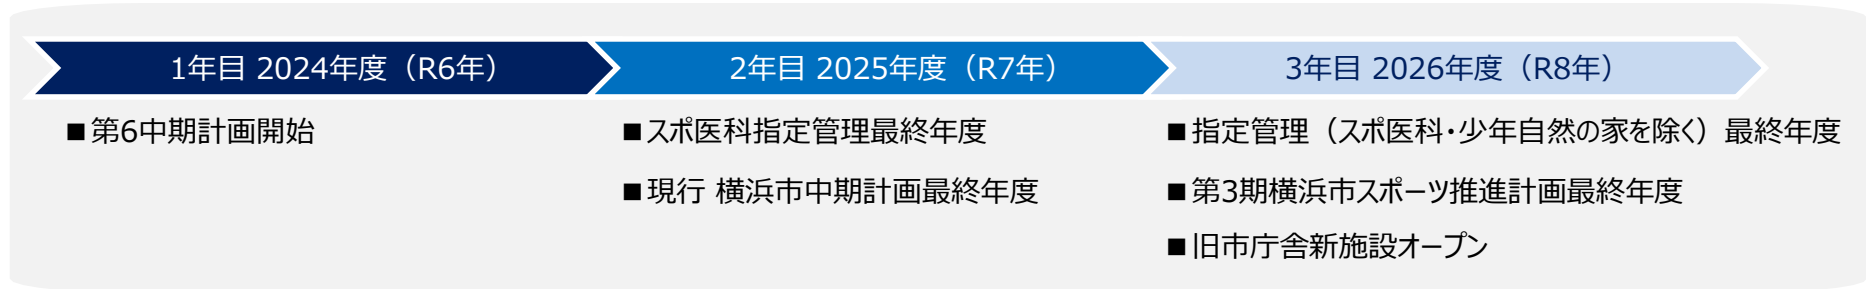 1年目 2024年度（R6年）
■第6中期計画開始
2年目 2025年度（R7年）
■スポ医科指定管理最終年度
■現行 横浜市中期計画最終年度
3年目 2026年度（R8年）
■指定管理（スポ医科・少年自然の家を除く）最終年度
■第3期横浜市スポーツ推進計画最終年度
■旧市庁舎新施設オープン